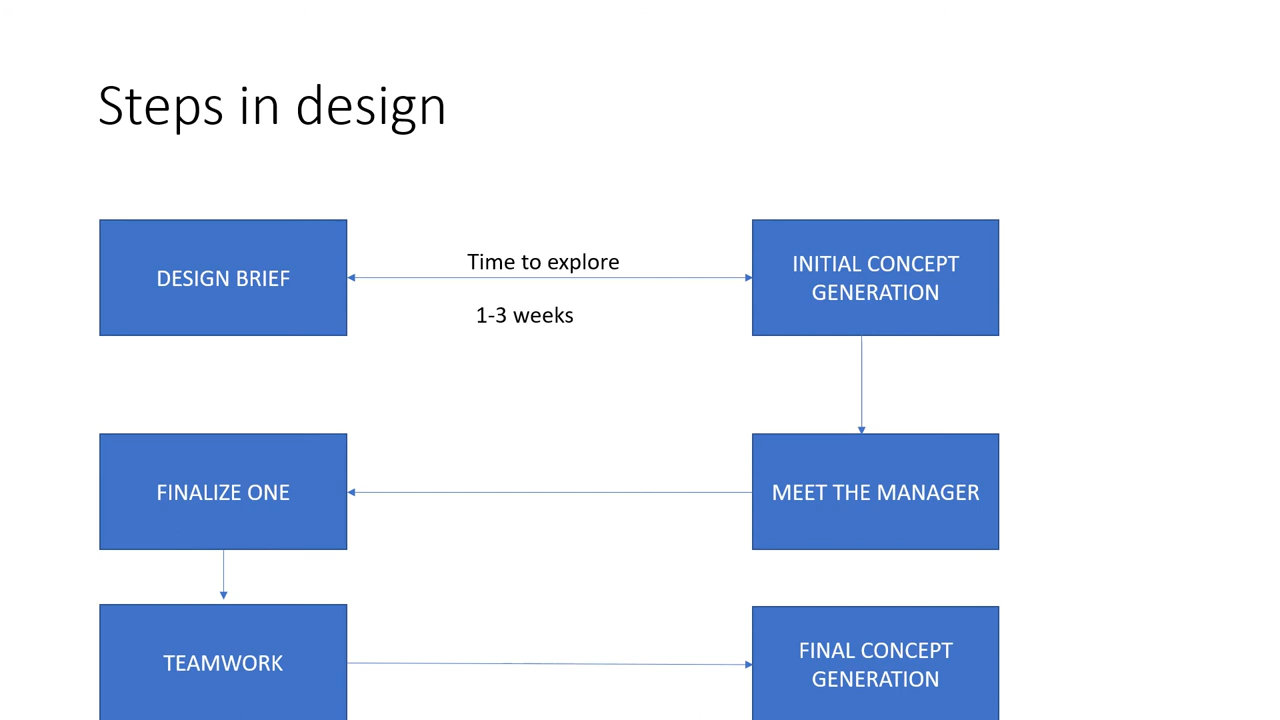 Steps in design
DESIGN BRIEF
Time to explore
1-3 weeks
INITIAL CONCEPT
GENERATION
FINALIZE ONE
MEET THE MANAGER
TEAMWORK
FINAL CONCEPT
GENERATION